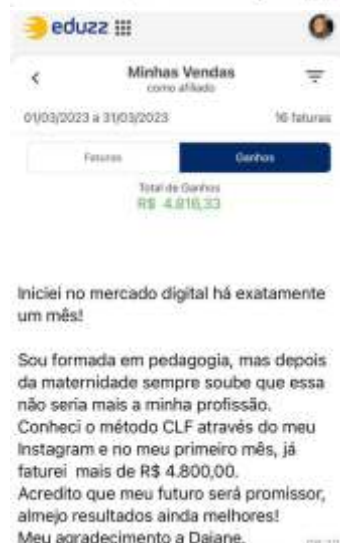 eduzz
Minhas Vendas
como afiliado
01/03/2023 a 31/03/2023 16 faturas
Faturas Ganhos
Total de Ganhos
R$ 4.816,33
Iniciei no mercado digital há exatamente
um mês!
Sou formada em pedagogia, mas depois
da maternidade sempre soube que essa
não seria mais a minha profissão.
Conheci o método CLF através do meu
Instagram e no meu primeiro mês, já
faturei mais de R$ 4.800,00.
Acredito que meu futuro será promissor,
almejo resultados ainda melhores!
Meu agradecimento a Daiane.